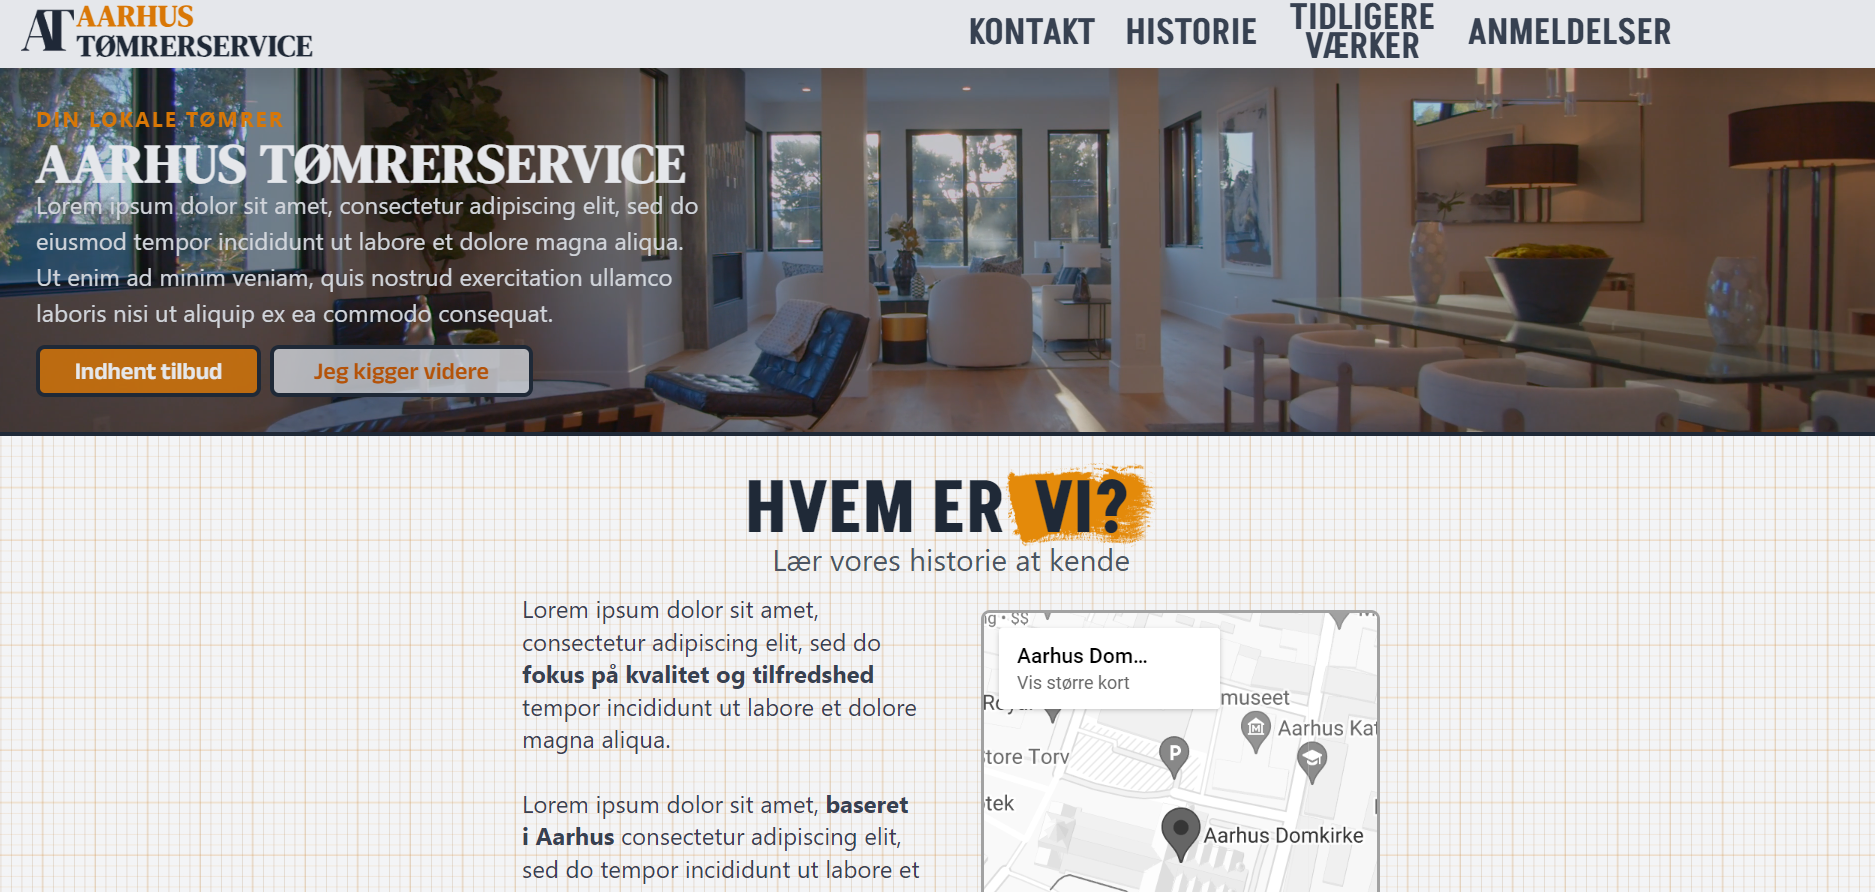 AT AARHUS
TØMRERSERVICE
KONTAKT
HISTORIE
TIDLIGERE
VÆRKER
ANMELDELSER
DIN LOKALE TØMRER
AARHUS TØMRERSERVICE
Lorem ipsum dolor sit amet, consectetur adipiscing elit, sed do
eiusmod tempor incididunt ut labore et dolore magna aliqua.
Ut enim ad minim veniam, quis nostrud exercitation ullamco
laboris nisi ut aliquip ex ea commodo consequat.
Indhent tilbud
Jeg kigger videre
HVEM ER VI?
Lær vores historie at kende
Lorem ipsum dolor sit amet,
consectetur adipiscing elit, sed do
fokus på kvalitet og tilfredshed
tempor incididunt ut labore et dolore
magna aliqua.
Lorem ipsum dolor sit amet, baseret
i Aarhus consectetur adipiscing elit,
sed do tempor incididunt ut labore et
ng • $$
Aarhus Dom...
Vis større kort
museet
Aarhus Kat
P
Store Torv
tek
Aarhus Domkirke